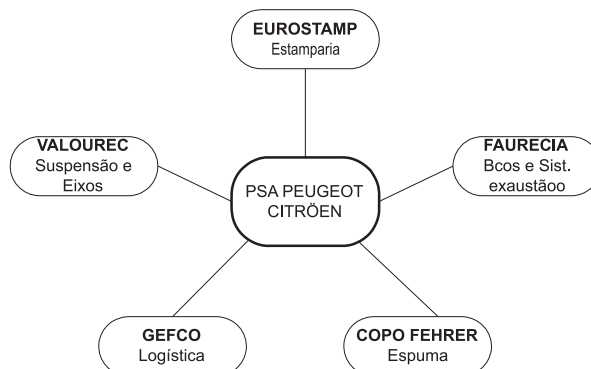 EUROSTAMP
Estamparia
VALOUREC
Suspensão e
Eixos
FAURECIA
Bcos e Sist.
exaustãoo
PSA PEUGEOT
CITRÖEN
GEFCO
Logística
COPO FEHRER
Espuma